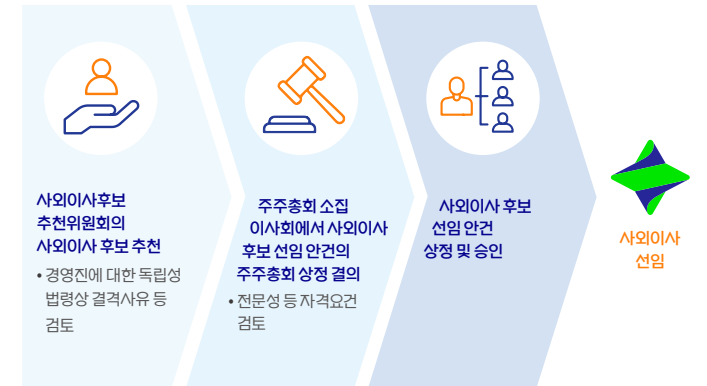 사외이사후보
추천위원회의
사외이사 후보 추천
• 경영진에 대한 독립성
법령상 결격사유 등
검토
주주총회 소집
이사회에서 사외이사
후보 선임 안건의
주주총회 상정 결의
• 전문성 등 자격요건
검토
사외이사 후보
선임 안건
상정 및 승인
사외이사
선임